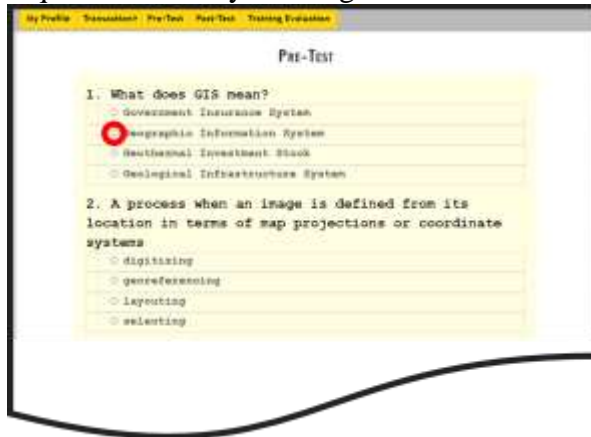 My Profile Transaction? Pre-Test Post-Test Training Evaluation
PRE-TEST
1. What does GIS mean?
Government Insurance System
Geographic Information System
Geothermal Investment Stock
Geological Infrastructure System
2. A process when an image is defined from its
location in terms of map projections or coordinate
systems
digitizing
georeferencing
layouting
selecting